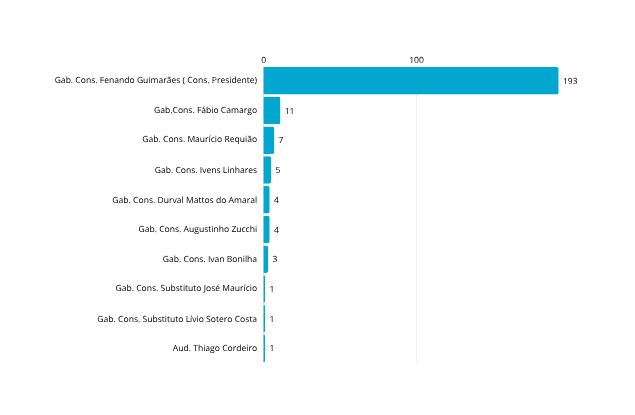 0 100
Gab. Cons. Fenando Guimarães ( Cons. Presidente) 193
Gab.Cons. Fábio Camargo 11
Gab. Cons. Maurício Requião 7
Gab. Cons. Ivens Linhares 5
Gab. Cons. Durval Mattos do Amaral 4
Gab. Cons. Augustinho Zucchi 4
Gab. Cons. Ivan Bonilha 3
Gab. Cons. Substituto José Maurício 1
Gab. Cons. Substituto Lívio Sotero Costa 1
Aud. Thiago Cordeiro 1